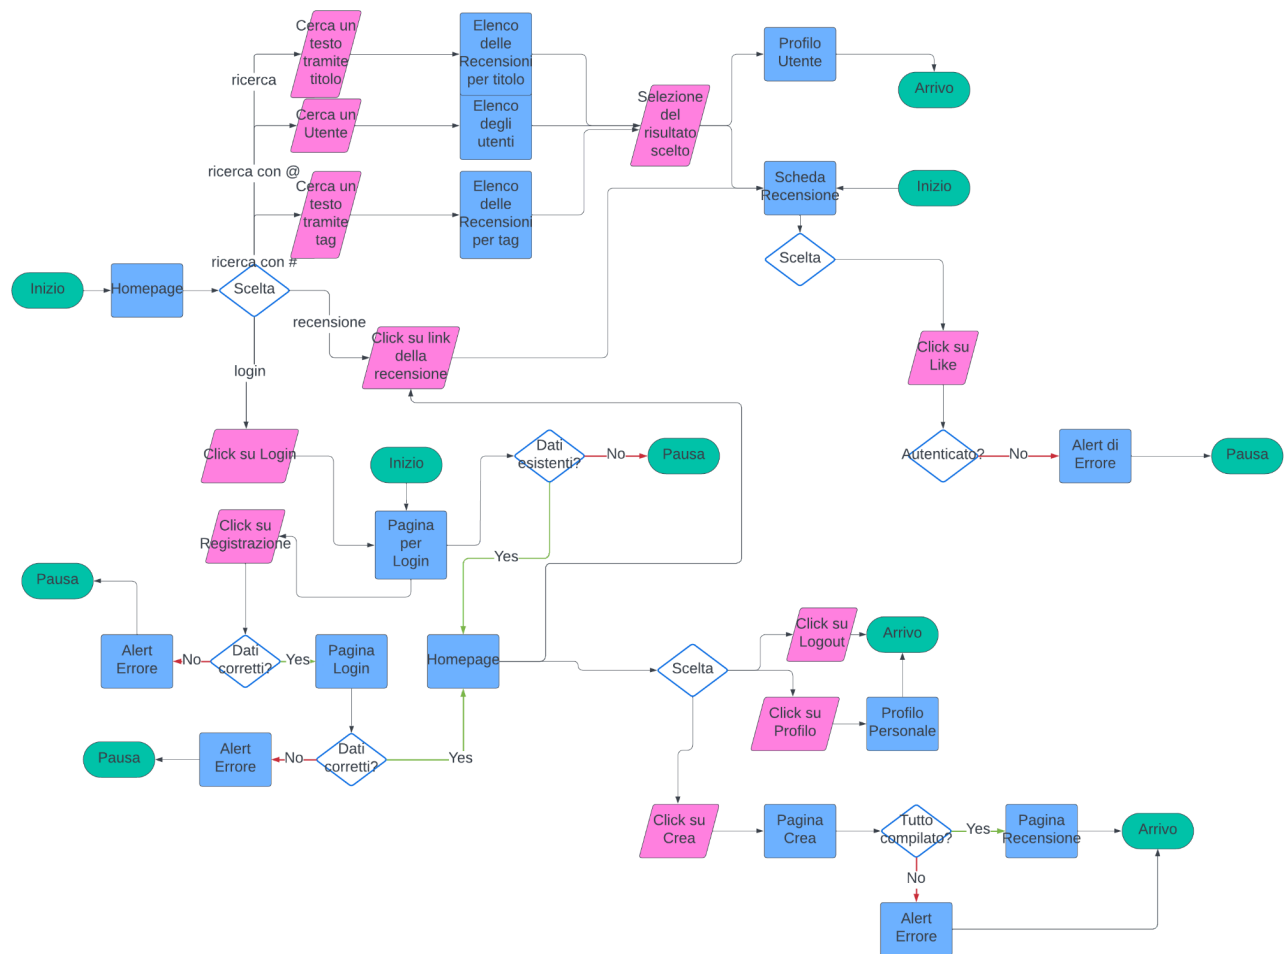 Cerca un
testo
tramite
titolo
Elenco
delle
Recensioni
per titolo
Profilo
Utente
Arrivo
ricerca
Cerca un
Utente
Elenco
degli
utenti
Selezione
del
risultato
scelto
ricerca con @
Cerca un
testo
tramite
tag
Elenco
delle
Recensioni
per tag
Scheda
Recensione
Inizio
ricerca con #
Scelta
Inizio
Homepage
Scelta
recensione
Click su link
della
recensione
Click su
Like
login
Click su Login
Inizio
Dati
esistenti?
No
Pausa
Autenticato?
No
Alert di
Errore
Pausa
Click su
Registrazione
Pagina
per
Login
Yes
Pausa
Alert
Errore
No
Dati
corretti?
Yes
Pagina
Login
Homepage
Scelta
Click su
Logout
Arrivo
Click su
Profilo
Profilo
Personale
Pausa
Alert
Errore
No
Dati
corretti?
Yes
Click su
Crea
Pagina
Crea
Tutto
compilato?
Yes
Pagina
Recensione
Arrivo
No
Alert
Errore